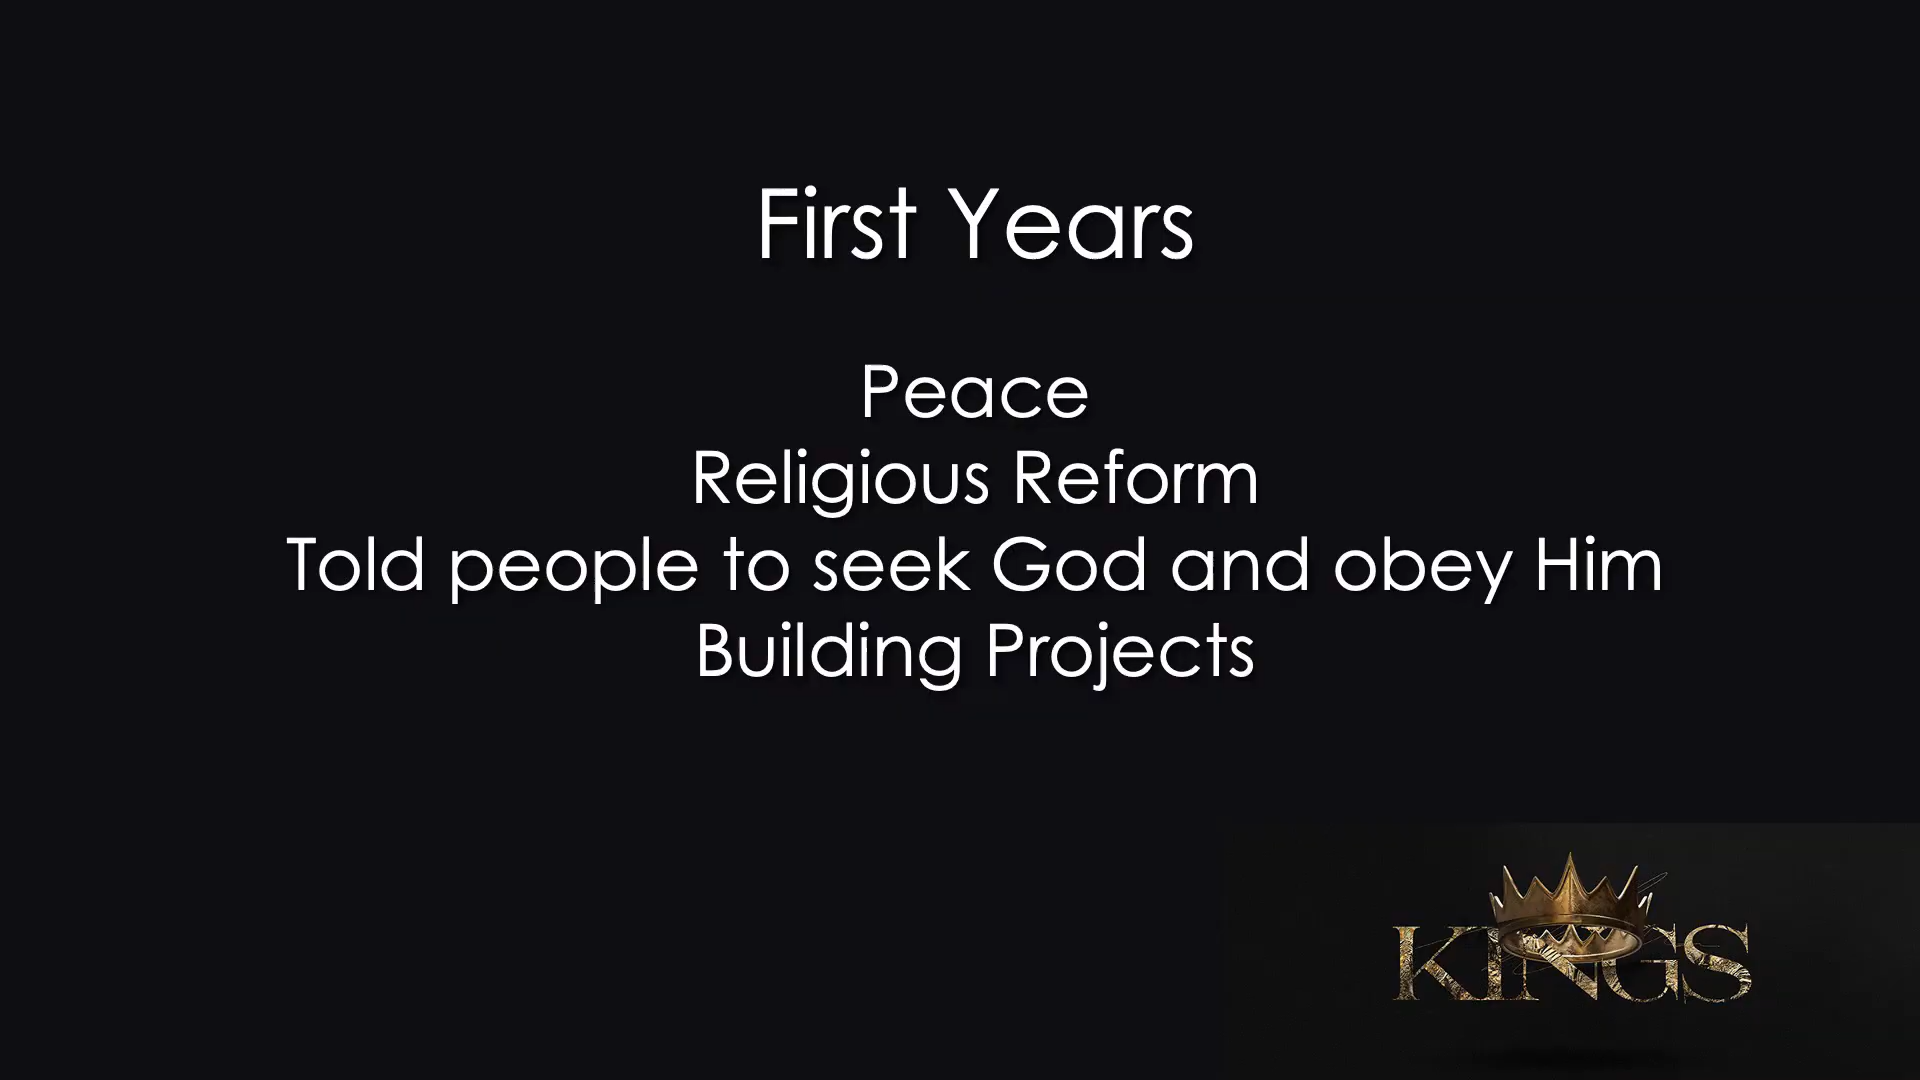 First Years
Peace
Religious Reform
Told people to seek God and obey Him
Building Projects
KINGS